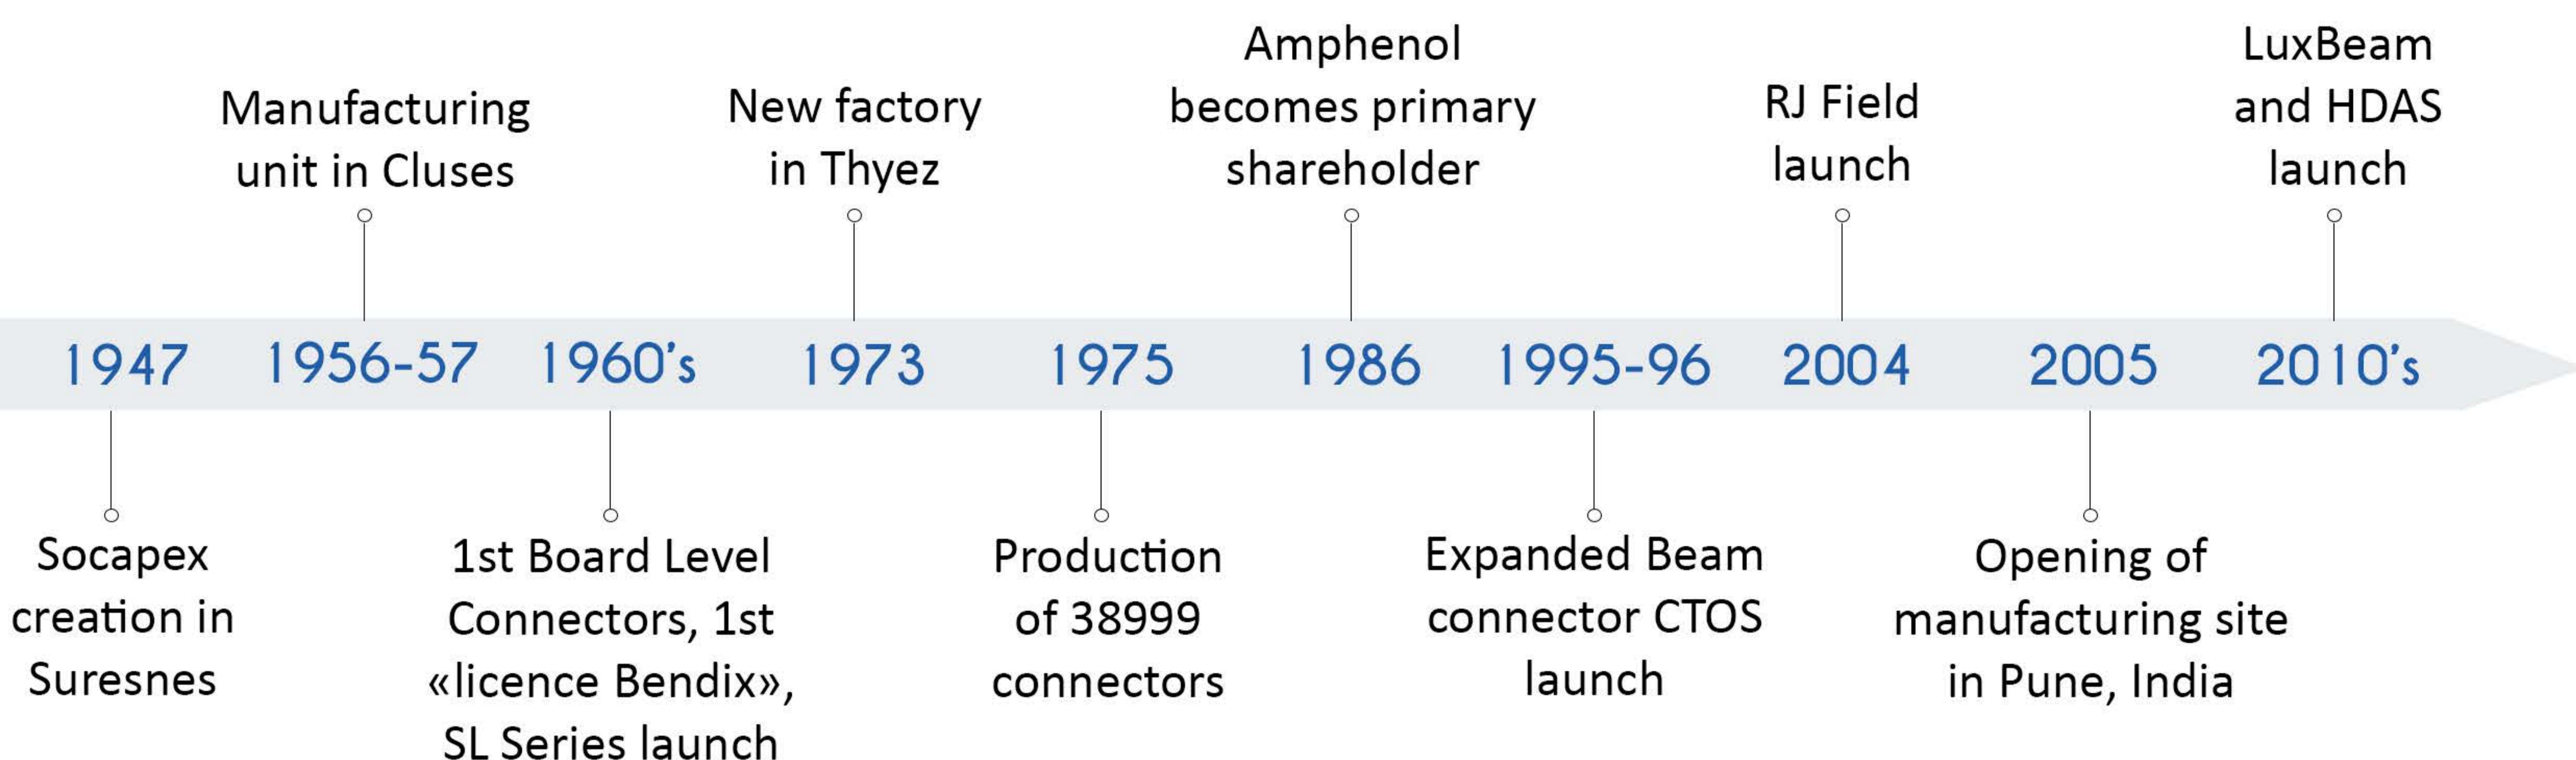 Manufacturing
unit in Cluses
New factory
in Thyez
Amphenol
becomes primary
shareholder
RJ Field
launch
LuxBeam
and HDAS
launch
1947
1956-57
1960's
1973
1975
1986
1995-96
2004
2005
2010's
Socapex
creation in
Suresnes
1st Board Level
Connectors, 1st
«licence Bendix»,
SL Series launch
Production
of 38999
connectors
Expanded Beam
connector CTOS
launch
Opening of
manufacturing site
in Pune, India